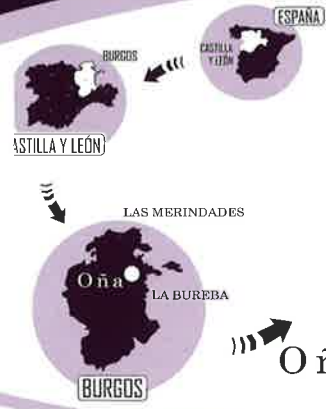 ESPAÑA
CASTILLA
Y LEÓN
BURGOS
ASTILLA Y LEÓN
LAS MERINDADES
Oña
LA BUREBA
BURGOS
O